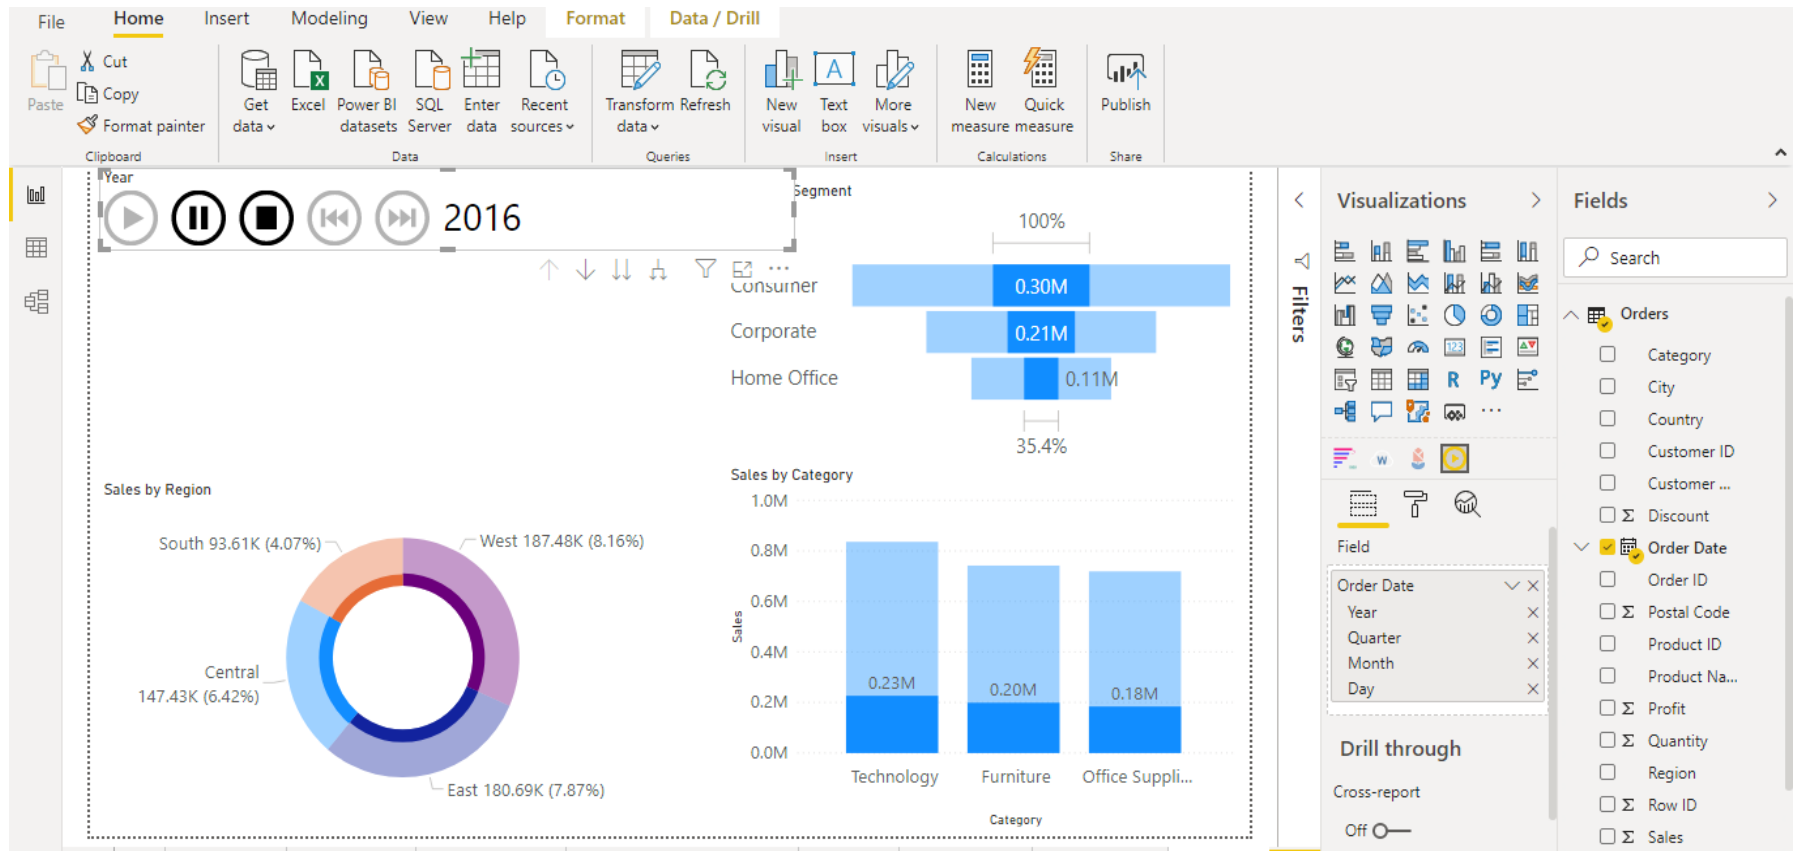 File Home Insert Modeling View Help Format Data / Drill
Paste
Cut
Copy
Format painter
Clipboard
Get data
Excel
Power BI datasets
SQL Server
Enter data
Recent sources
Data
Transform data
Refresh
Queries
New visual
Text box
More visuals
Insert
New measure
Quick measure
Calculations
Publish
Share
Year
2016
Segment
100%
Consumer
0.30M
Corporate
0.21M
Home Office
0.11M
35.4%
Sales by Region
South 93.61K (4.07%)
West 187.48K (8.16%)
Central
147.43K (6.42%)
East 180.69K (7.87%)
Sales by Category
1.0M
0.8M
0.6M
0.4M
0.2M
0.0M
Sales
0.23M
0.20M
0.18M
Technology
Furniture
Office Suppli...
Category
Filters
Visualizations
123
R
Py
W
Field
Order Date
Year
Quarter
Month
Day
Drill through
Cross-report
Off
Fields
Search
Orders
Category
City
Country
Customer ID
Customer ...
Σ Discount
Order Date
Order ID
Σ Postal Code
Product ID
Product Na...
Σ Profit
Σ Quantity
Region
Σ Row ID
Σ Sales